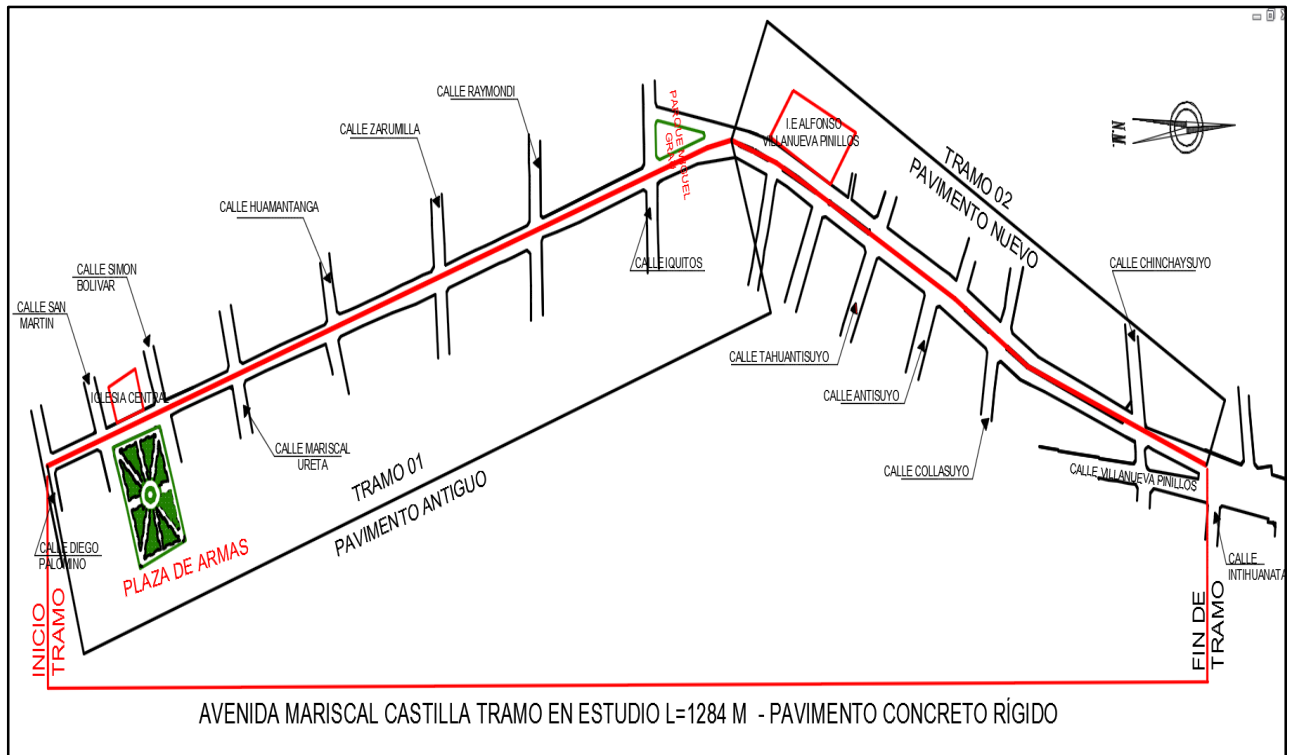 CALLE RAYMONDI
CALLE ZARUMILLA
CALLE HUAMANTANGA
CALLE SIMON
BOLIVAR
CALLE SAN
MARTIN
IGLESIA CENTRAL
PARQUE MIGUEL
GRAU
I.E ALFONSO
VILLANUEVA PINILLOS
N.M.
TRAMO 02
PAVIMENTO NUEVO
CALLE IQUITOS
CALLE CHINCHAYSUYO
CALLE TAHUANTISUYO
CALLE ANTISUYO
CALLE COLLASUYO
CALLE VILLANUEVA PINILLOS
CALLE MARISCAL
URETA
TRAMO 01
PAVIMENTO ANTIGUO
CALLE DIEGO
PALOMINO
PLAZA DE ARMAS
CALLE
INTIHUANATA
INICIO
TRAMO
FIN DE
TRAMO
AVENIDA MARISCAL CASTILLA TRAMO EN ESTUDIO L=1284 M - PAVIMENTO CONCRETO RÍGIDO